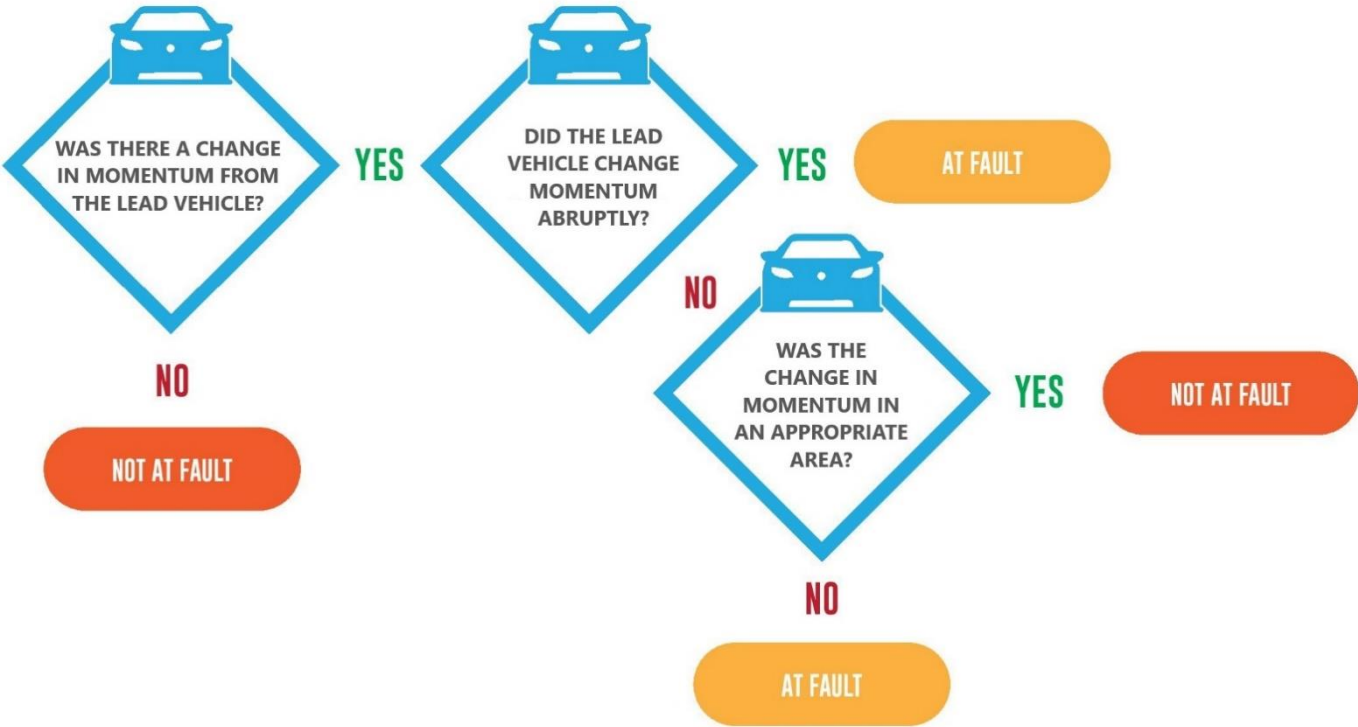 WAS THERE A CHANGE
IN MOMENTUM FROM
THE LEAD VEHICLE?
YES
DID THE LEAD
VEHICLE CHANGE
MOMENTUM
ABRUPTLY?
YES
AT FAULT
NO
NOT AT FAULT
NO
WAS THE
CHANGE IN
MOMENTUM IN
AN APPROPRIATE
AREA?
YES
NOT AT FAULT
NO
AT FAULT